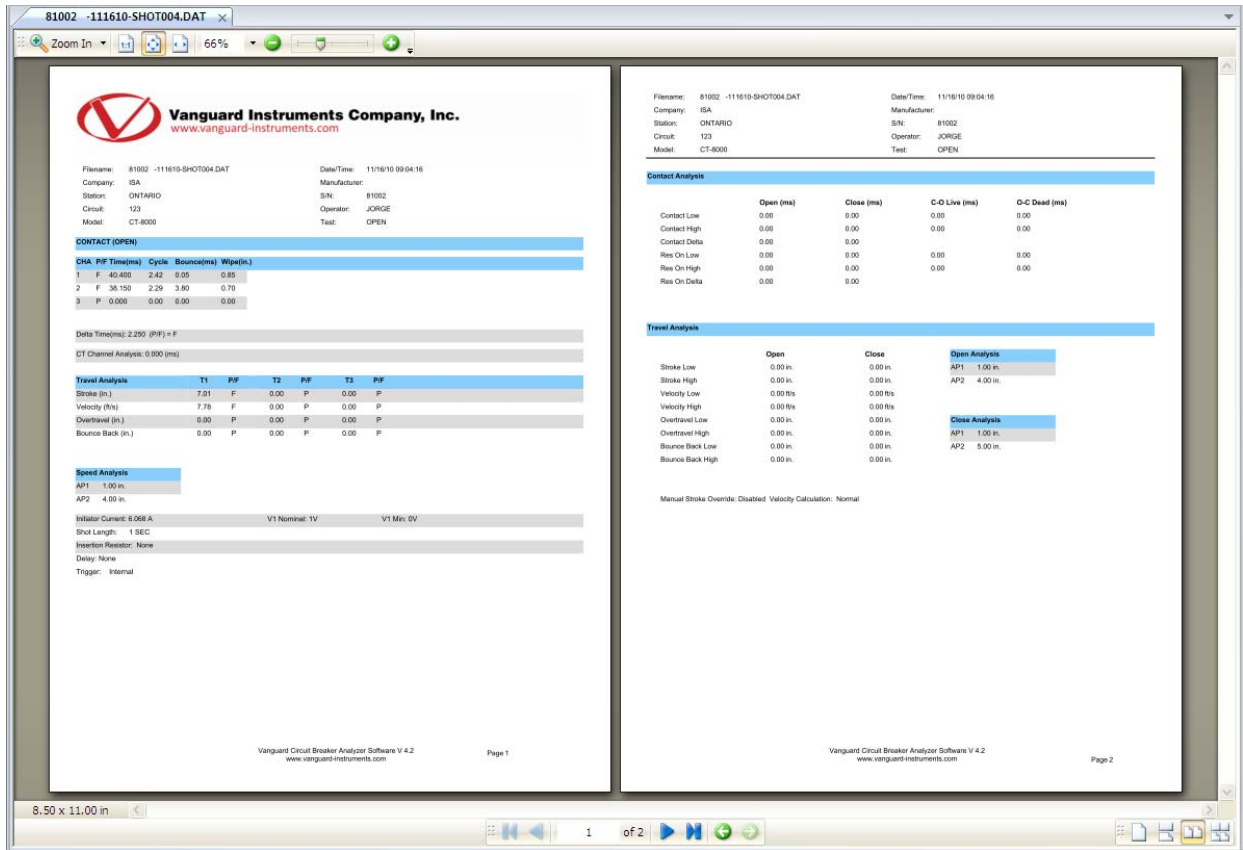 81002 -111610-SHOT004.DAT
Zoom In 1:1 66%
Vanguard Instruments Company, Inc.
www.vanguard-instruments.com
Filename: 81002 -111610-SHOT004.DAT Date/Time: 11/16/10 09:04:16
Company: ISA Manufacturer:
Station: ONTARIO S/N: 81002
Circuit: 123 Operator: JORGE
Model: CT-8000 Test: OPEN
CONTACT (OPEN)
CHA P/F Time(ms) Cycle Bounce(ms) Wipe(in.)
1 F 40.400 2.42 0.05 0.85
2 F 38.150 2.29 3.80 0.70
3 P 0.000 0.00 0.00 0.00
Delta Time(ms): 2.250 (P/F) = F
CT Channel Analysis: 0.000 (ms)
Travel Analysis T1 P/F T2 P/F T3 P/F
Stroke (in.) 7.01 F 0.00 P 0.00 P
Velocity (ft/s) 7.78 F 0.00 P 0.00 P
Overtravel (in.) 0.00 P 0.00 P 0.00 P
Bounce Back (in.) 0.00 P 0.00 P 0.00 P
Speed Analysis
AP1 1.00 in.
AP2 4.00 in.
Initiator Current: 6.068 A V1 Nominal: 1V V1 Min: 0V
Shot Length: 1 SEC
Insertion Resistor: None
Delay: None
Trigger: Internal
Vanguard Circuit Breaker Analyzer Software V 4.2
www.vanguard-instruments.com
Page 1
Filename: 81002 -111610-SHOT004.DAT Date/Time: 11/16/10 09:04:16
Company: ISA Manufacturer:
Station: ONTARIO S/N: 81002
Circuit: 123 Operator: JORGE
Model: CT-8000 Test: OPEN
Contact Analysis
Open (ms) Close (ms) C-O Live (ms) O-C Dead (ms)
Contact Low 0.00 0.00 0.00 0.00
Contact High 0.00 0.00 0.00 0.00
Contact Delta 0.00 0.00
Res On Low 0.00 0.00 0.00 0.00
Res On High 0.00 0.00 0.00 0.00
Res On Delta 0.00 0.00
Travel Analysis
Open Close Open Analysis
Stroke Low 0.00 in. 0.00 in. AP1 1.00 in.
Stroke High 0.00 in. 0.00 in. AP2 4.00 in.
Velocity Low 0.00 ft/s 0.00 ft/s
Velocity High 0.00 ft/s 0.00 ft/s
Overtravel Low 0.00 in. 0.00 in. Close Analysis
Overtravel High 0.00 in. 0.00 in. AP1 1.00 in.
Bounce Back Low 0.00 in. 0.00 in. AP2 5.00 in.
Bounce Back High 0.00 in. 0.00 in.
Manual Stroke Override: Disabled Velocity Calculation: Normal
Vanguard Circuit Breaker Analyzer Software V 4.2
www.vanguard-instruments.com
Page 2
8.50 x 11.00 in
1 of 2